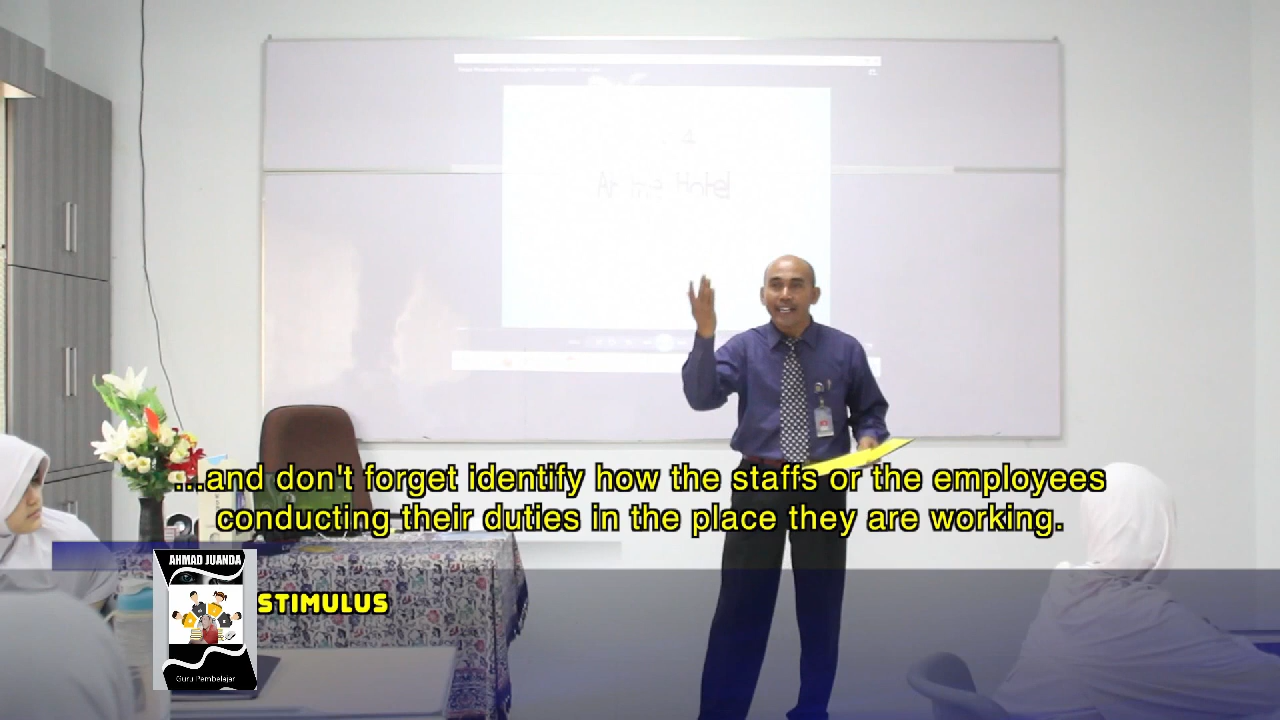 Hotel
...and don't forget identify how the staffs or the employees
conducting their duties in the place they are working.
AHMAD JUANDA
STIMULUS
Guru Pembelajar